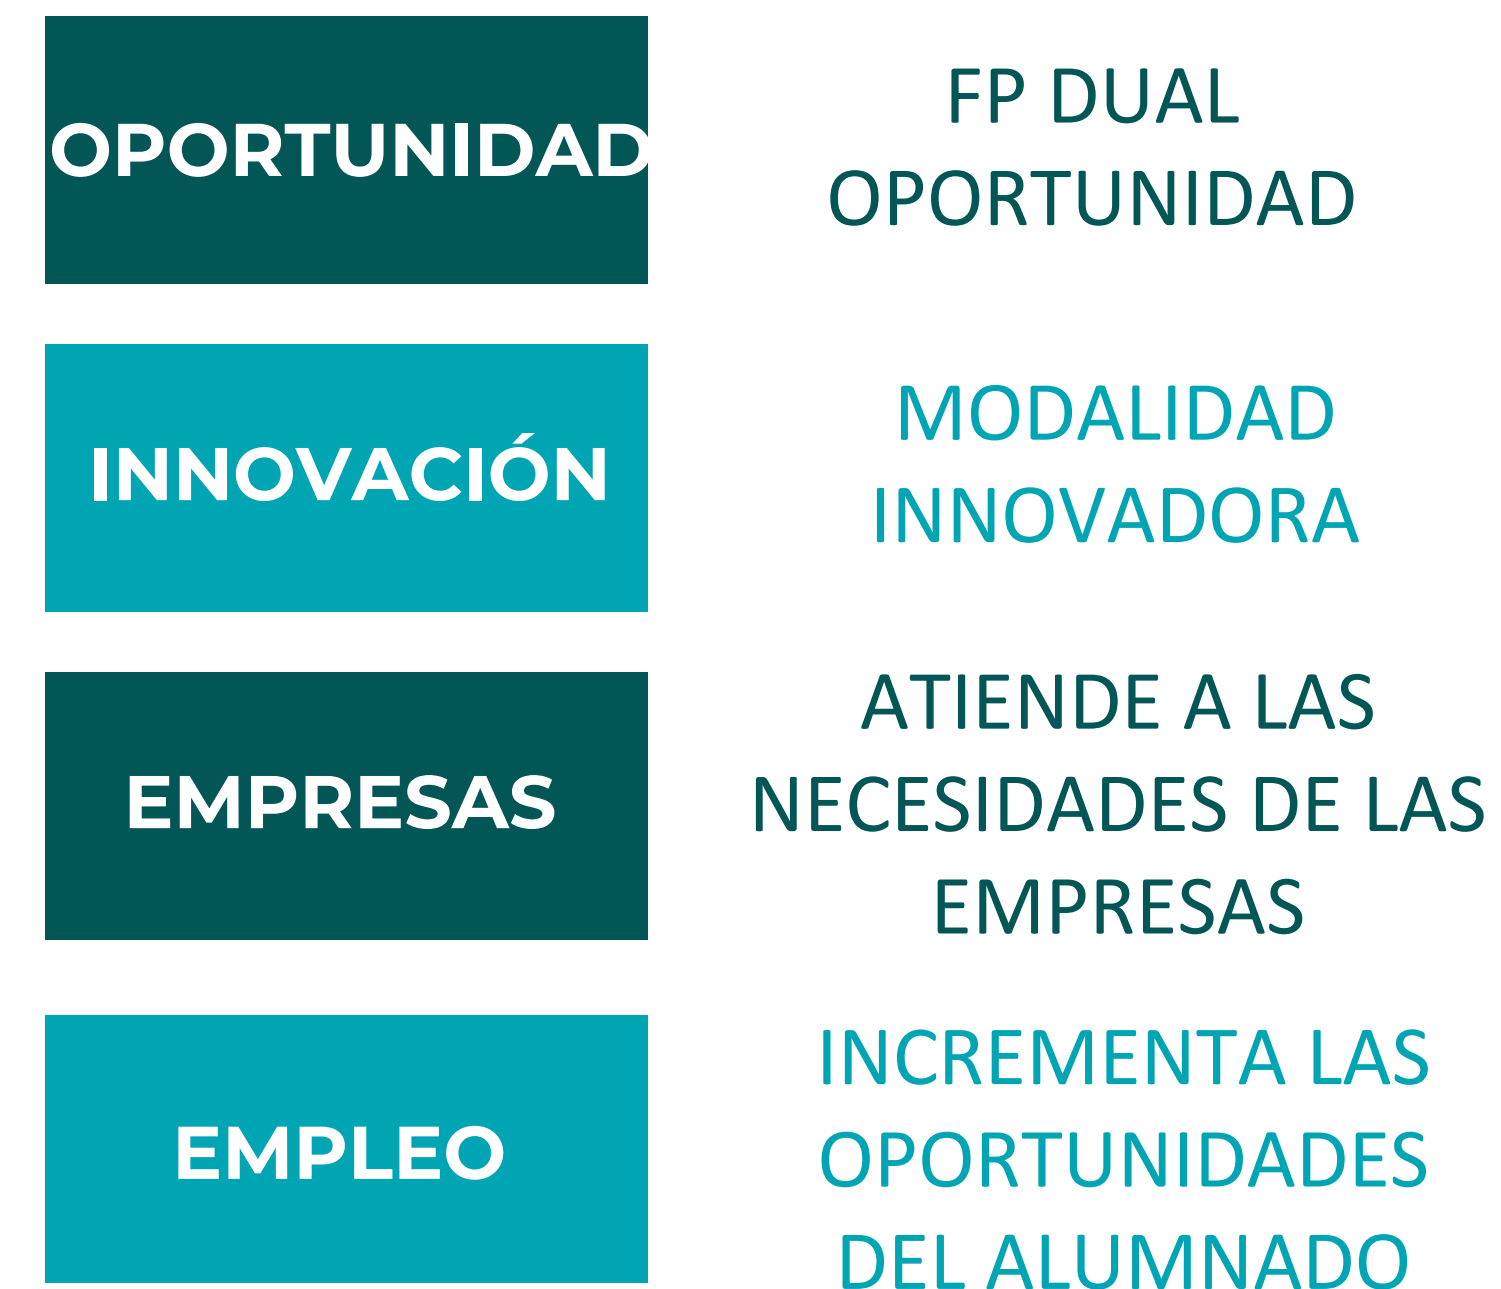 OPORTUNIDAD
FP DUAL
OPORTUNIDAD
INNOVACIÓN
MODALIDAD
INNOVADORA
EMPRESAS
ATIENDE A LAS
NECESIDADES DE LAS
EMPRESAS
EMPLEO
INCREMENTA LAS
OPORTUNIDADES
DEL ALUMNADO